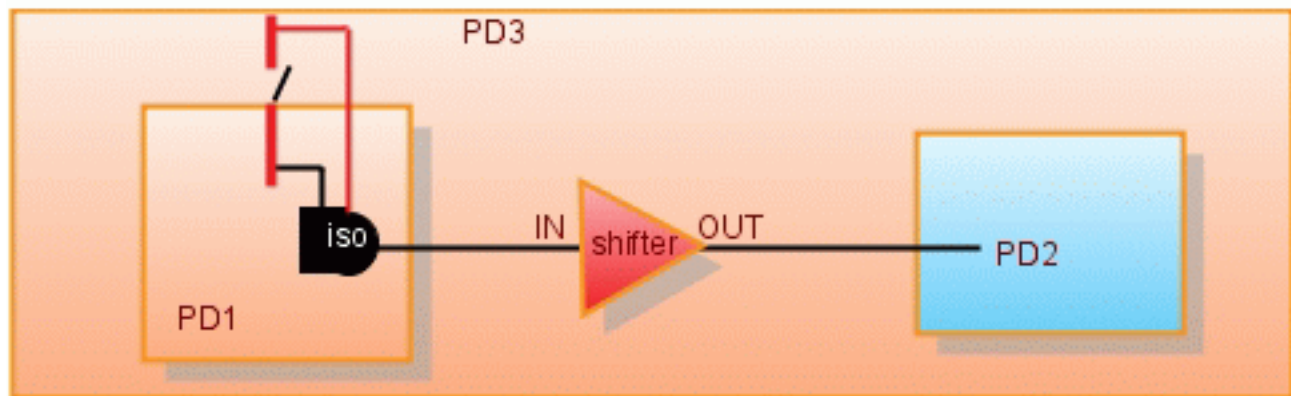 PD3
iso
IN
shifter
OUT
PD2
PD1